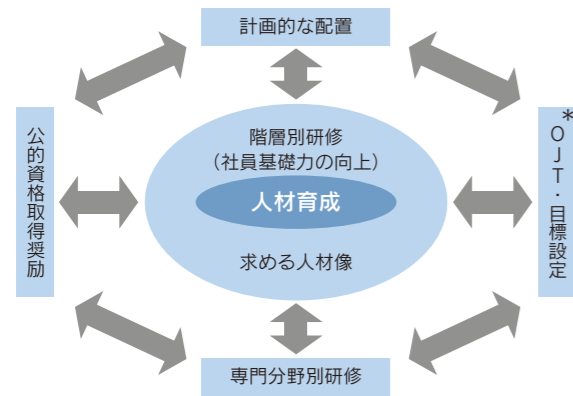 計画的な配置
公的資格取得奨励
階層別研修
（社員基礎力の向上）
人材育成
求める人材像
＊OJT・目標設定
専門分野別研修